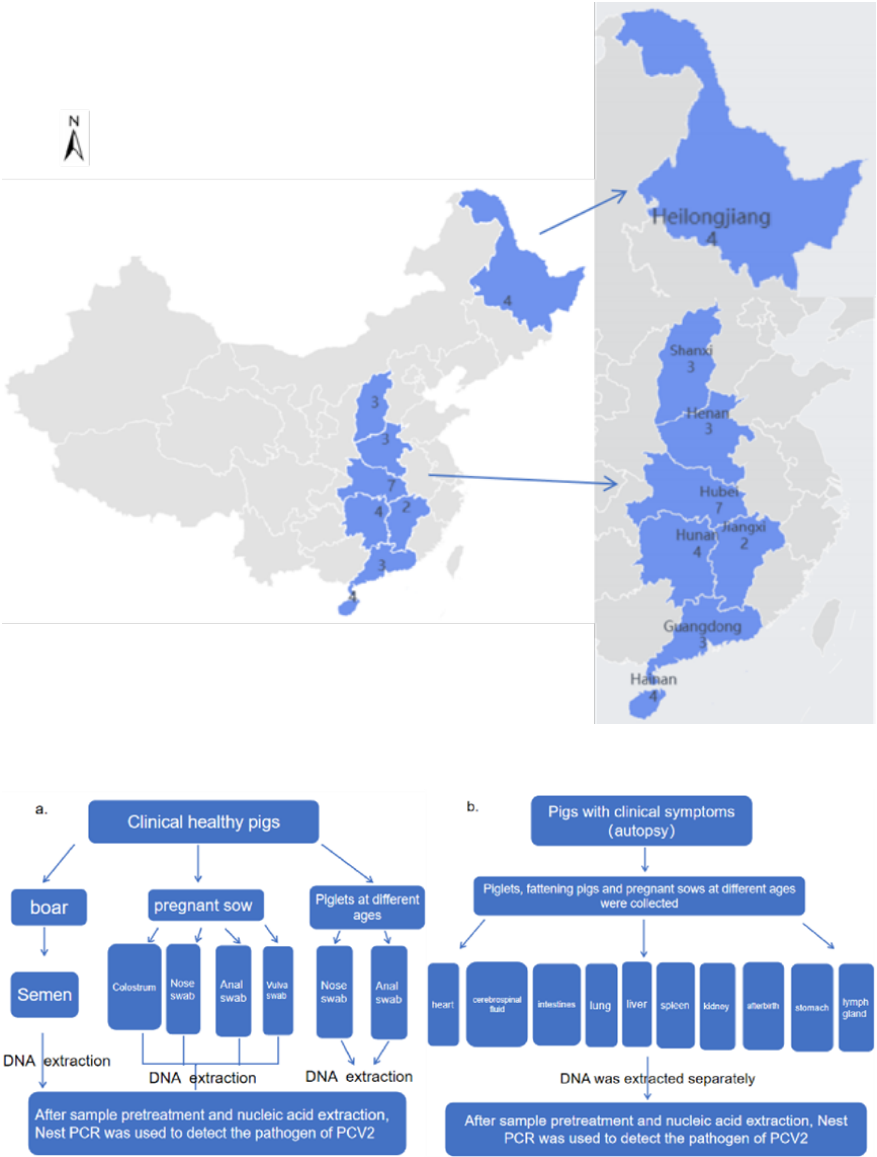 N
Heilongjiang
4
4
Shanxi
3
3
Henan
3
3
Hubei
7
7
Jiangxi
2
2
Hunan
4
4
Guangdong
3
3
Hainan
4
4
a.
Clinical healthy pigs
boar
pregnant sow
Piglets at different
ages
Semen
Colostrum
Nose
swab
Anal
swab
Vulva
swab
Nose
swab
Anal
swab
DNA extraction
DNA extraction
DNA extraction
After sample pretreatment and nucleic acid extraction,
Nest PCR was used to detect the pathogen of PCV2
b.
Pigs with clinical symptoms
(autopsy)
Piglets, fattening pigs and pregnant sows at different ages
were collected
heart
cerebrospinal
fluid
intestines
lung
liver
spleen
kidney
afterbirth
stomach
lymph
gland
DNA was extracted separately
After sample pretreatment and nucleic acid extraction, Nest
PCR was used to detect the pathogen of PCV2